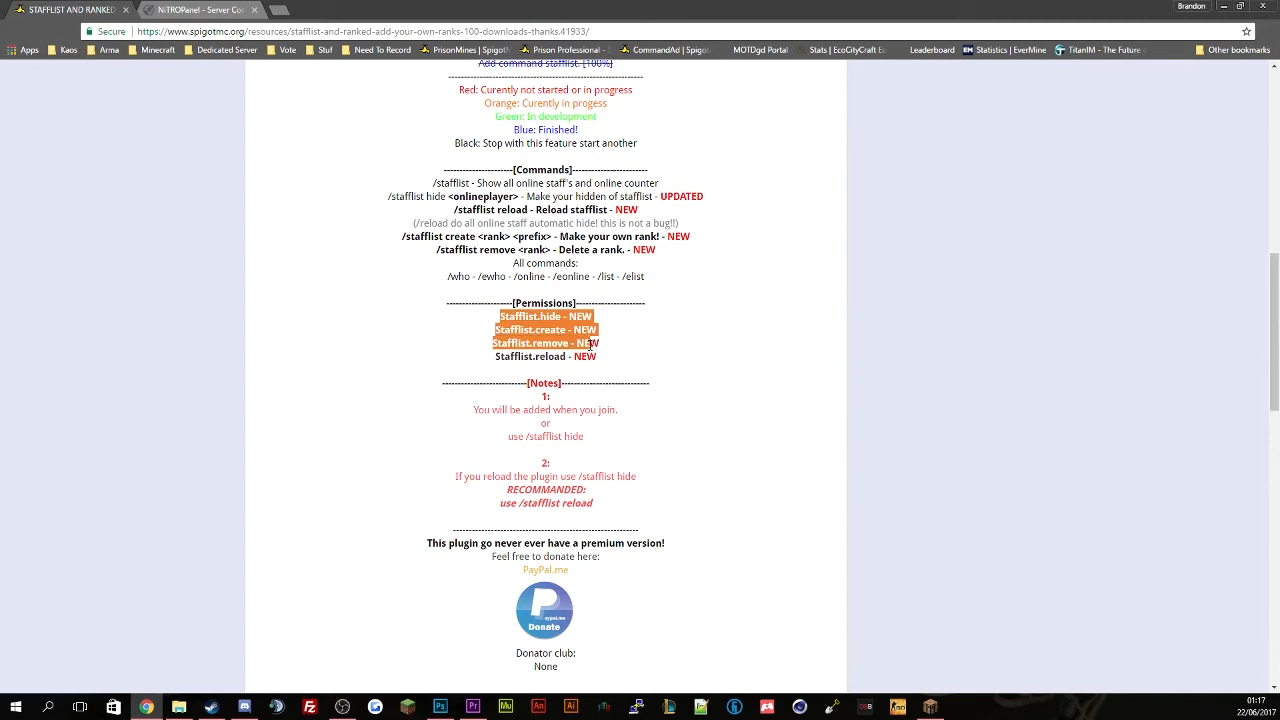 STAFFLIST AND RANKED
NiTROPanel - Server Con
Brandon
Secure | https://www.spigotmc.org/resources/stafflist-and-ranked-add-your-own-ranks-100-downloads-thanks.41933/
Apps Kaos Arma Minecraft Dedicated Server Vote Stuf Need To Record PrisonMines | Spigot Prison Professional - S CommandAd | Spigot MOTDgd Portal Stats | EcoCityCraft Ec Leaderboard Statistics | EverMine TitanIM - The Future Other bookmarks
Add command stafflist. [100%]
Red: Curently not started or in progress
Orange: Curently in progess
Green: In development
Blue: Finished!
Black: Stop with this feature start another
----------------------[Commands]------------------------
/stafflist - Show all online staff's and online counter
/stafflist hide <onlineplayer> - Make your hidden of stafflist - UPDATED
/stafflist reload - Reload stafflist - NEW
(/reload do all online staff automatic hide! this is not a bug!!)
/stafflist create <rank> <prefix> - Make your own rank! - NEW
/stafflist remove <rank> - Delete a rank. - NEW
All commands:
/who - /ewho - /online - /eonline - /list - /elist
---------------------[Permissions]----------------------
Stafflist.hide - NEW
Stafflist.create - NEW
Stafflist.remove - NEW
Stafflist.reload - NEW
---------------------------[Notes]----------------------------
1:
You will be added when you join.
or
use /stafflist hide
2:
If you reload the plugin use /stafflist hide
RECOMMANDED:
use /stafflist reload
------------------------------------------------------------
This plugin go never ever have a premium version!
Feel free to donate here:
PayPal.me
Donate
Donator club:
None
01:17
22/06/2017